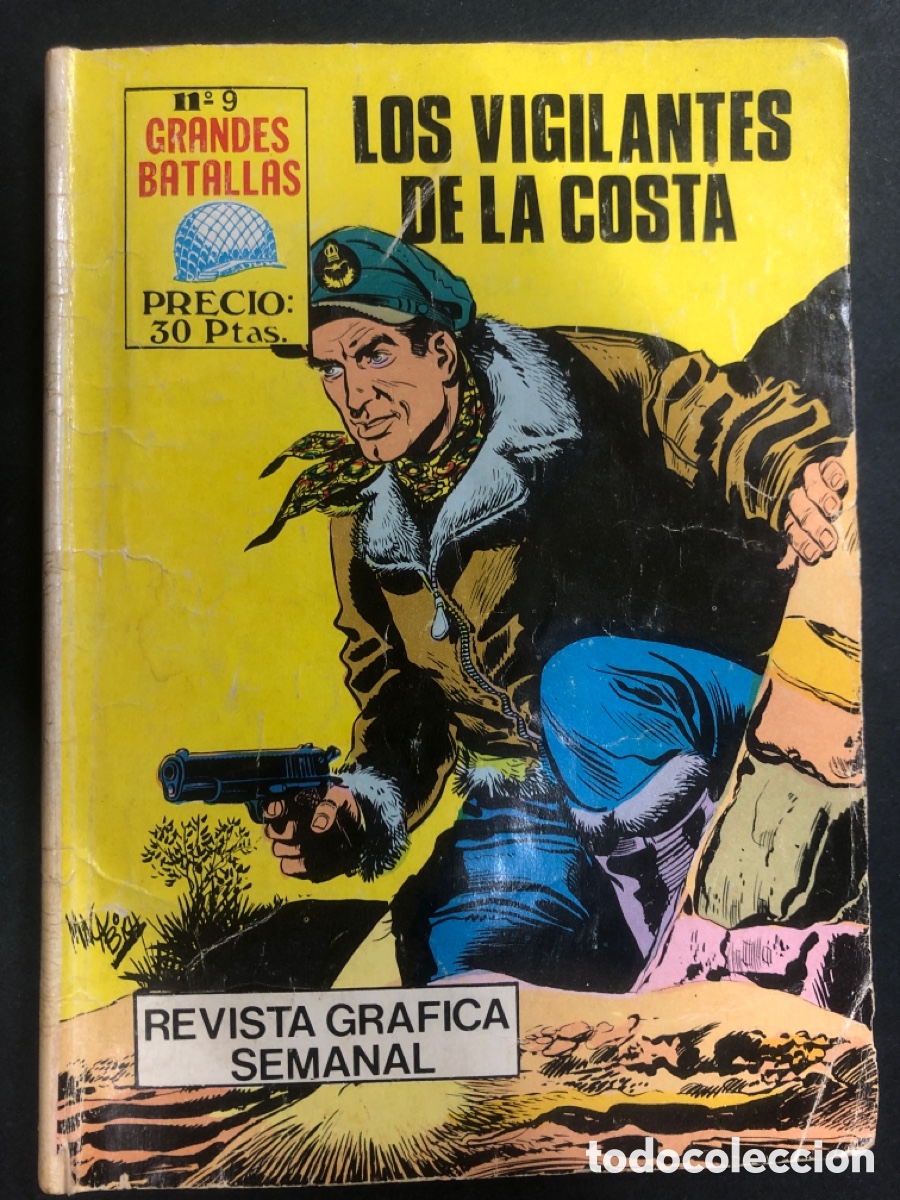 nº 9
GRANDES
BATALLAS
PRECIO:
30 Ptas.
LOS VIGILANTES
DE LA COSTA
REVISTA GRAFICA
SEMANAL
todocoleccion